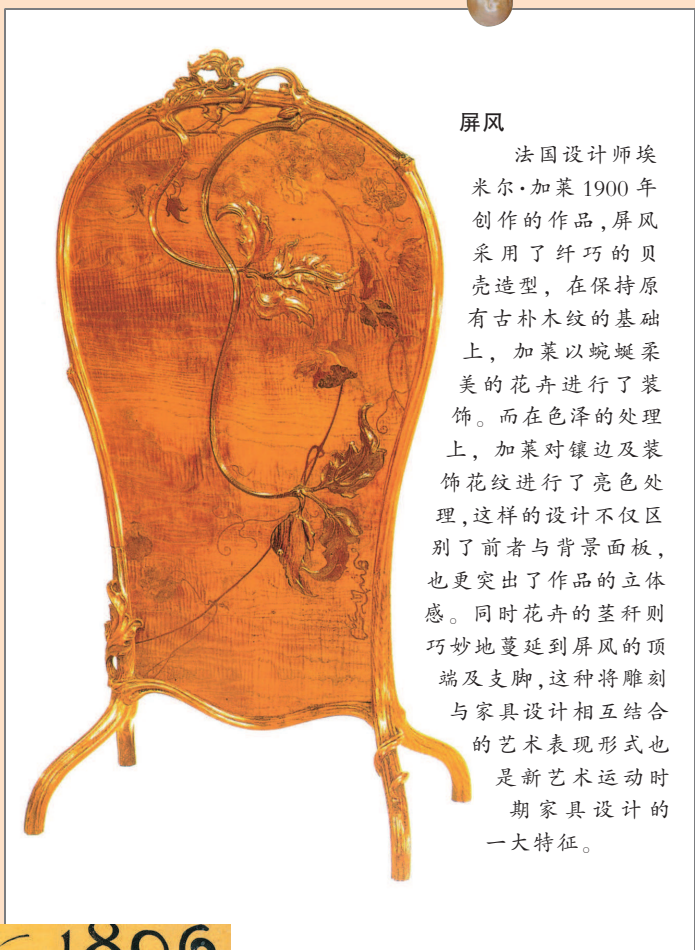 屏风
法国设计师埃
米尔·加莱 1900 年
创作的作品,屏风
采用了纤巧的贝
壳造型，在保持原
有古朴木纹的基础
上，加莱以蜿蜒柔
美的花卉进行了装
饰。而在色泽的处理
上，加莱对镶边及装
饰花纹进行了亮色处
理,这样的设计不仅区
别了前者与背景面板，
也更突出了作品的立体
感。同时花卉的茎秆则
巧妙地蔓延到屏风的顶
端及支脚,这种将雕刻
与家具设计相互结合
的艺术表现形式也
是新艺术运动时
期家具设计的
一大特征。
1896